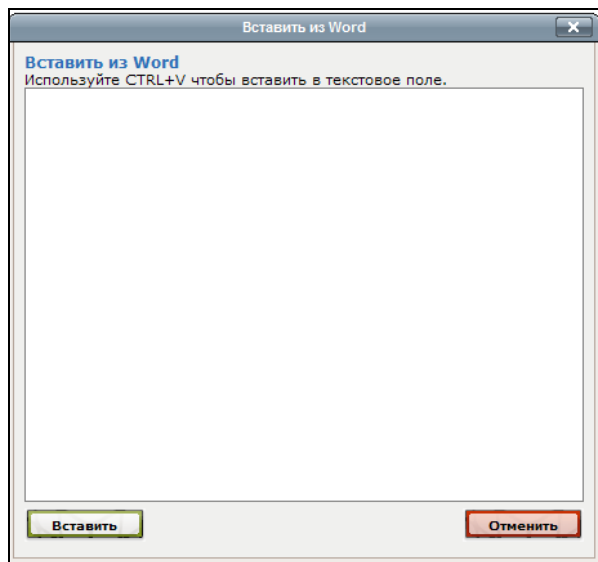 Вставить из Word
Вставить из Word
Используйте CTRL+V чтобы вставить в текстовое поле.
Вставить
Отменить